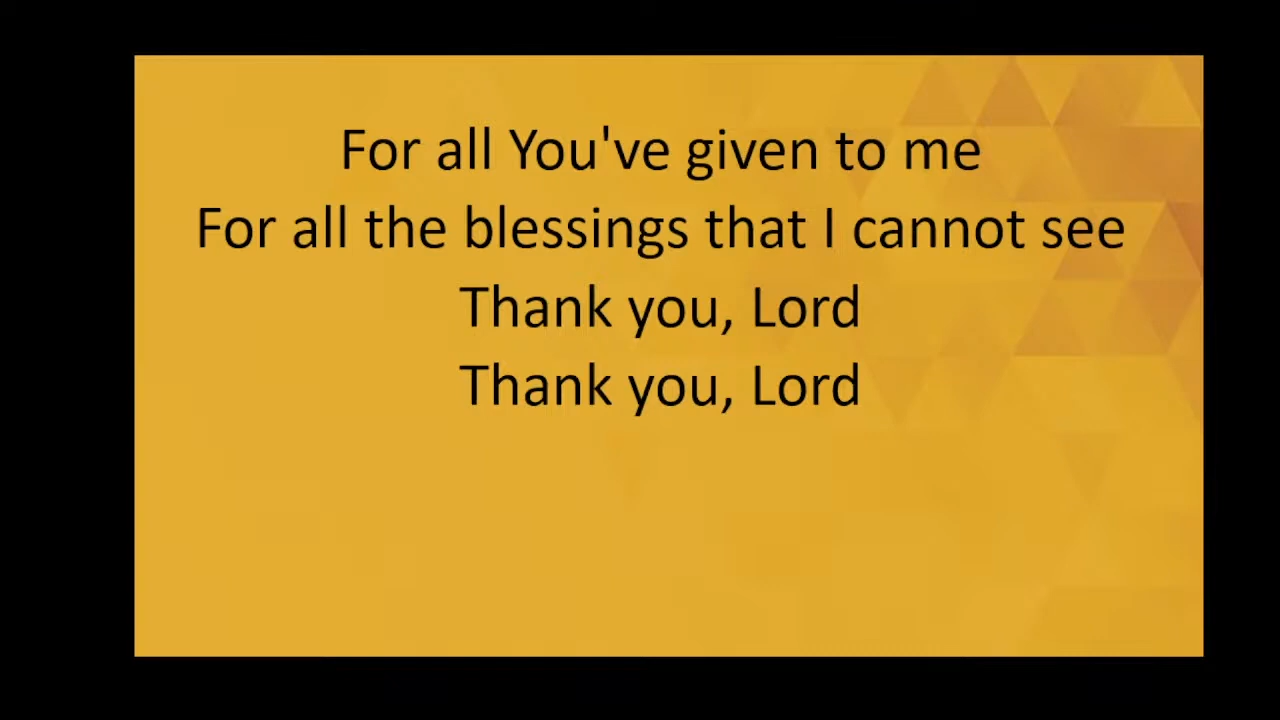 For all You've given to me
For all the blessings that I cannot see
Thank you, Lord
Thank you, Lord